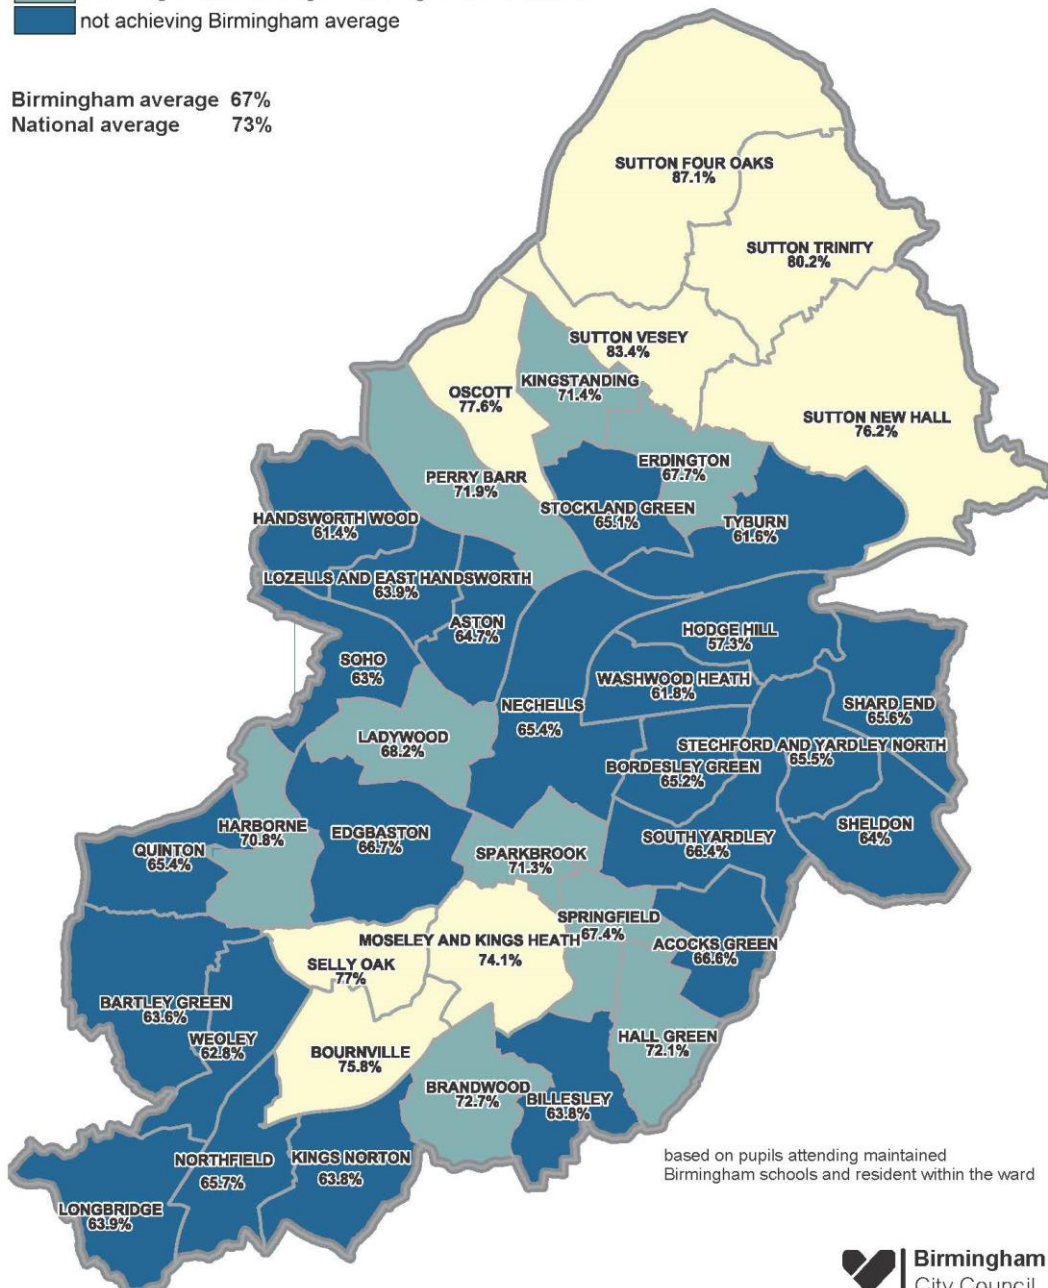 not achieving Birmingham average
Birmingham average 67%
National average 73%
SUTTON FOUR OAKS
87.1%
SUTTON TRINITY
80.2%
SUTTON VESEY
83.4%
KINGSTANDING
71.4%
OSCOTT
77.6%
SUTTON NEW HALL
76.2%
ERDINGTON
67.7%
PERRY BARR
71.9%
STOCKLAND GREEN
65.1%
TYBURN
61.6%
HANDSWORTH WOOD
61.4%
LOZELLS AND EAST HANDSWORTH
63.9%
ASTON
64.7%
HODGE HILL
57.3%
SOHO
63%
WASHWOOD HEATH
61.8%
NECHELLS
65.4%
SHARD END
65.6%
LADYWOOD
68.2%
STECHFORD AND YARDLEY NORTH
65.5%
BORDESLEY GREEN
65.2%
HARBORNE
70.8%
EDGBASTON
66.7%
SHELDON
64%
SOUTH YARDLEY
66.4%
QUINTON
65.4%
SPARKBROOK
71.3%
SPRINGFIELD
67.4%
MOSELEY AND KINGS HEATH
74.1%
ACOCKS GREEN
66.6%
SELLY OAK
77%
BARTLEY GREEN
63.6%
WEOLEY
62.8%
HALL GREEN
72.1%
BOURNVILLE
75.8%
BRANDWOOD
72.7%
BILLESLEY
63.8%
NORTHFIELD
65.7%
KINGS NORTON
63.8%
LONGBRIDGE
63.9%
based on pupils attending maintained
Birmingham schools and resident within the ward
Birmingham
City Council